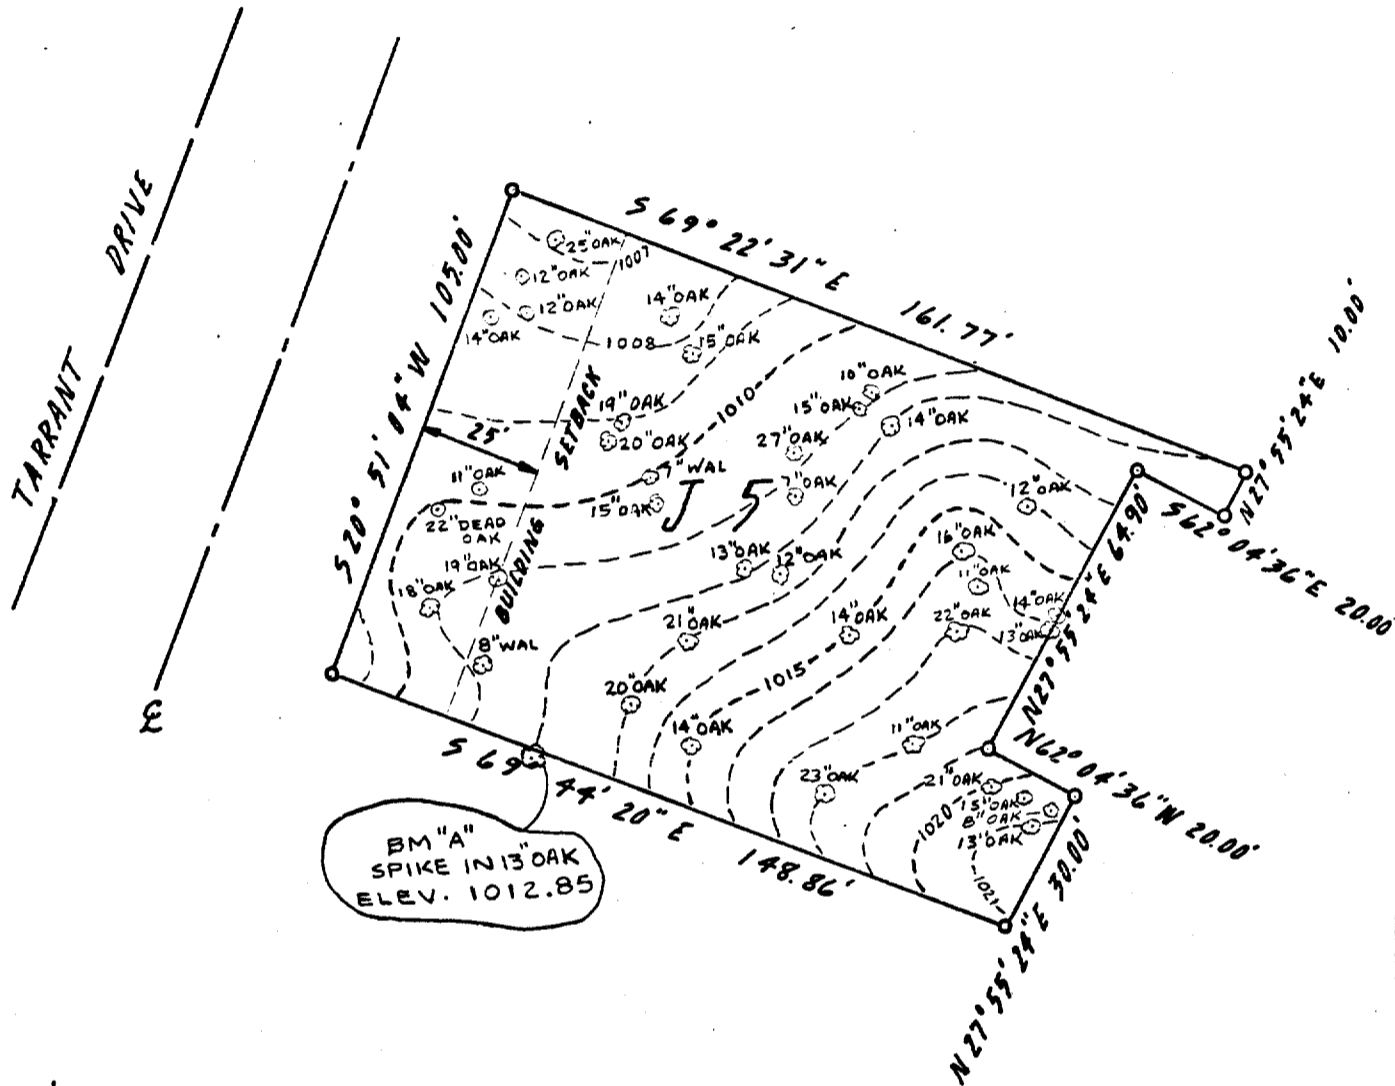 TARRANT DRIVE
℄
S 69° 22' 31" E 161.77'
S 20° 51' 04" W 105.00'
N27° 55' 24" E 10.00'
S62° 04' 36" E 20.00'
N27° 55' 24" E 64.90'
N62° 04' 36" W 20.00'
N 27° 55' 24" E 30.00'
S 69° 44' 20" E 148.86'
BUILDING SETBACK
25'
J 5
25" OAK
1007
12" OAK
12" OAK
14" OAK
14" OAK
1008
15" OAK
19" OAK
20" OAK
1010
10" OAK
15" OAK
14" OAK
27" OAK
7" WAL
7" OAK
15" OAK
11" OAK
22" DEAD
OAK
19" OAK
18" OAK
8" WAL
13" OAK
12" OAK
12" OAK
16" OAK
11" OAK
14" OAK
13" OAK
22" OAK
21" OAK
14" OAK
20" OAK
1015
14" OAK
11" OAK
23" OAK
21" OAK
1020
15" OAK
8" OAK
13" OAK
1021
BM "A"
SPIKE IN 13" OAK
ELEV. 1012.85